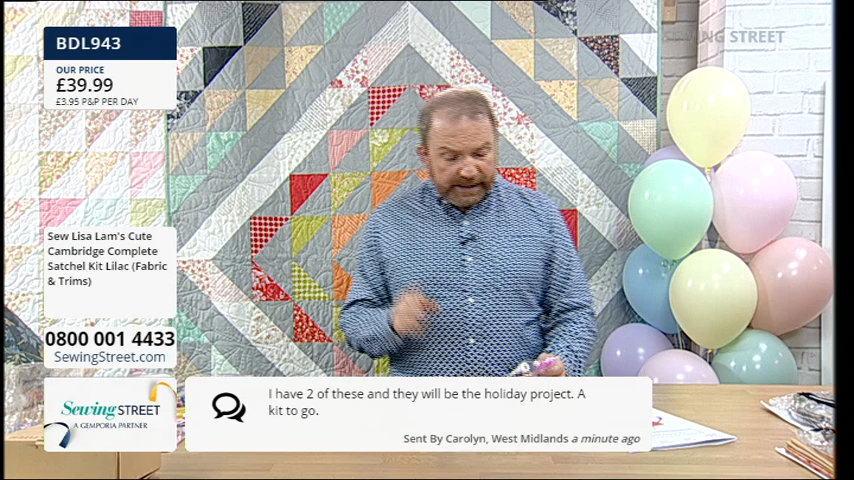 BDL943
OUR PRICE
£39.99
£3.95 P&P PER DAY
SEWING STREET
Sew Lisa Lam's Cute
Cambridge Complete
Satchel Kit Lilac (Fabric
& Trims)
0800 001 4433
SewingStreet.com
Sewing STREET
A GEMPORIA PARTNER
I have 2 of these and they will be the holiday project. A
kit to go.
Sent By Carolyn, West Midlands a minute ago